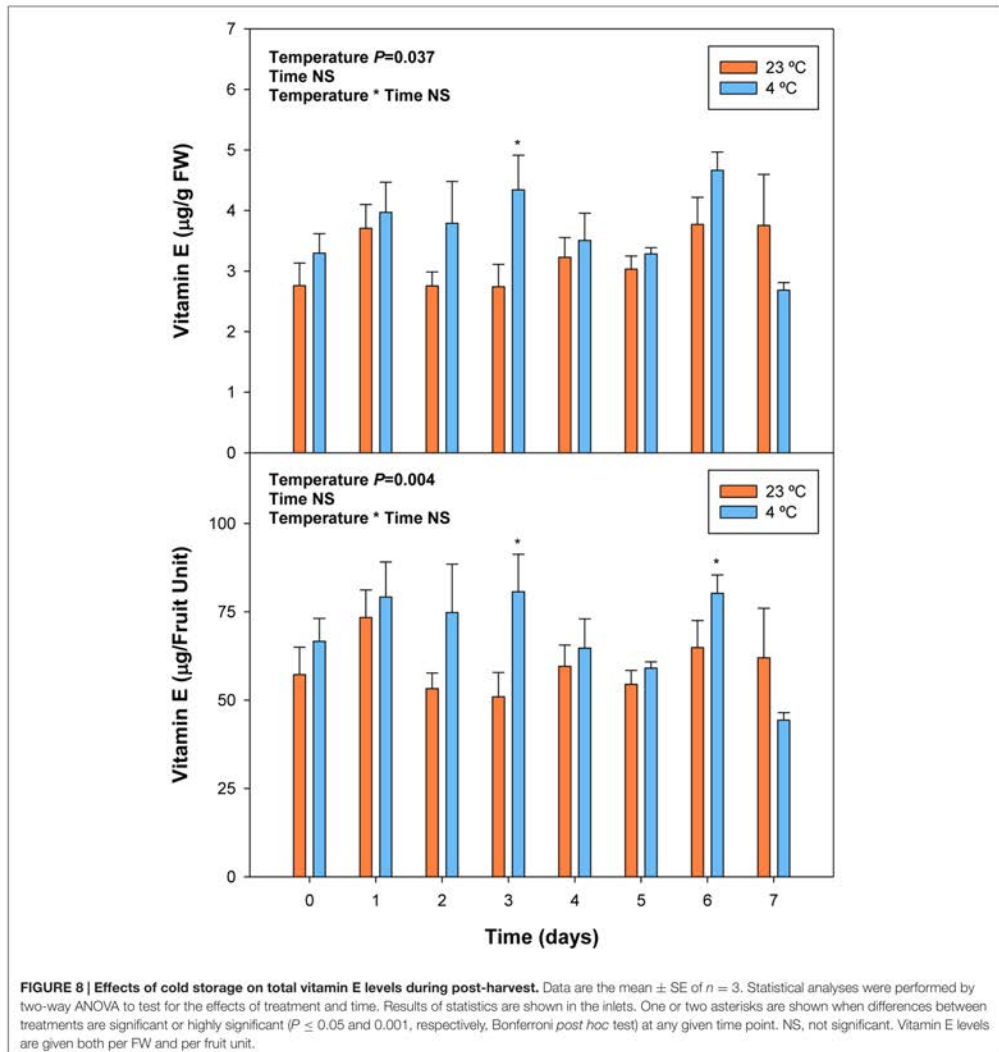 7
Temperature P=0.037
Time NS
Temperature * Time NS
23 ºC
4 ºC
6
5
*
4
3
2
1
0
Vitamin E (µg/g FW)
Temperature P=0.004
Time NS
Temperature * Time NS
23 ºC
4 ºC
100
*
*
75
50
25
0
Vitamin E (µg/Fruit Unit)
0 1 2 3 4 5 6 7
Time (days)
FIGURE 8 | Effects of cold storage on total vitamin E levels during post-harvest. Data are the mean ± SE of n = 3. Statistical analyses were performed by
two-way ANOVA to test for the effects of treatment and time. Results of statistics are shown in the inlets. One or two asterisks are shown when differences between
treatments are significant or highly significant (P ≤ 0.05 and 0.001, respectively, Bonferroni post hoc test) at any given time point. NS, not significant. Vitamin E levels
are given both per FW and per fruit unit.